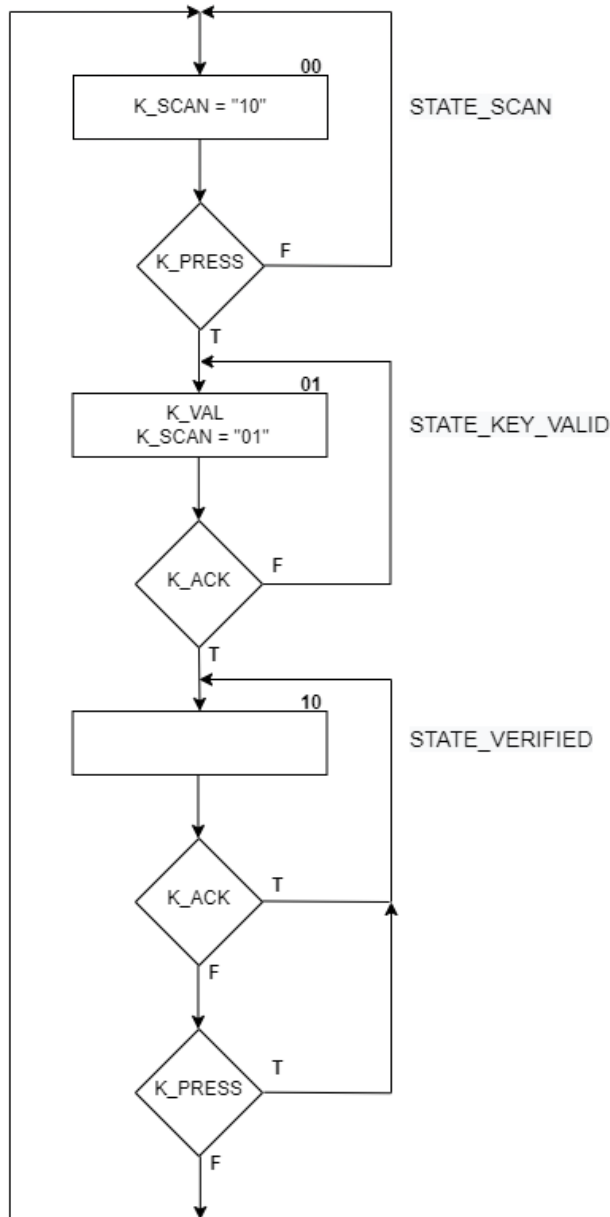 00
K_SCAN = "10"
STATE_SCAN
K_PRESS
F
T
01
K_VAL
K_SCAN = "01"
STATE_KEY_VALID
K_ACK
F
T
10
STATE_VERIFIED
K_ACK
T
F
K_PRESS
T
F